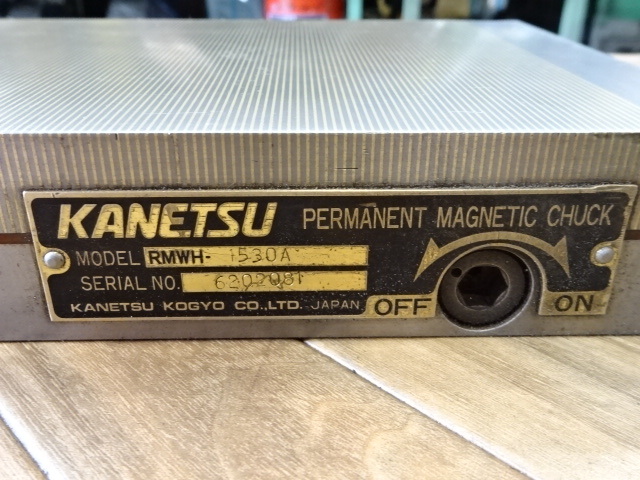 KANETSU PERMANENT MAGNETIC CHUCK
MODEL RMWH- 1530A
SERIAL NO. 6202081
KANETSU KOGYO CO.,LTD. JAPAN OFF ON